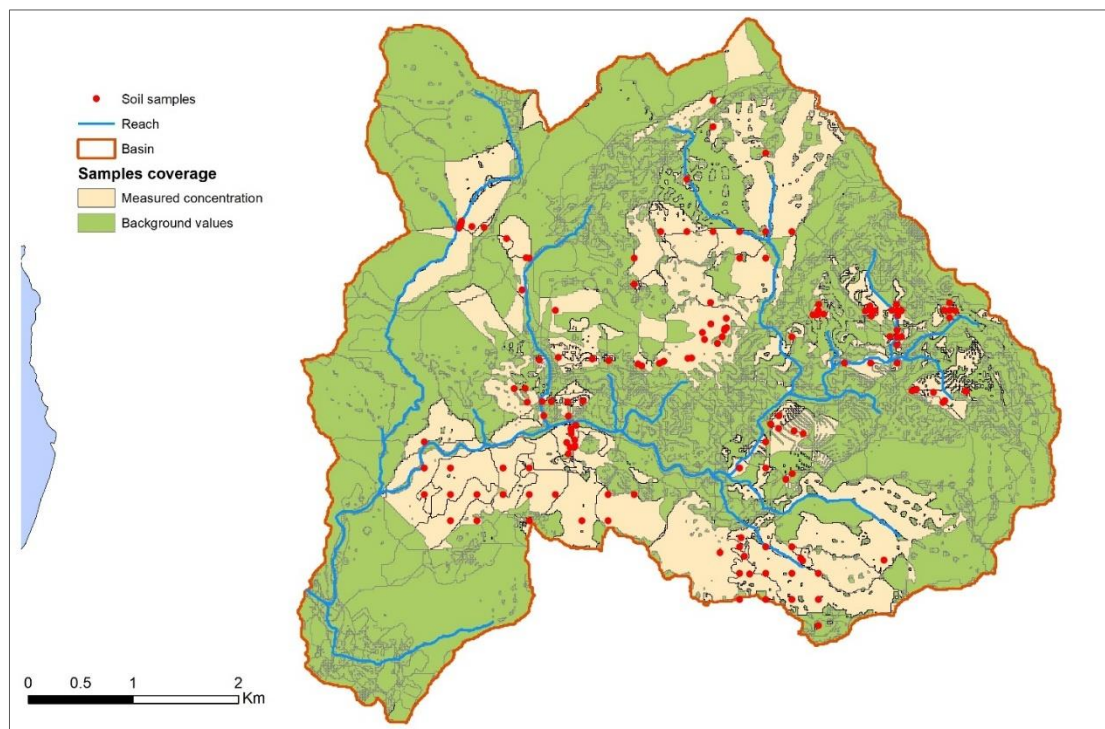 Soil samples
Reach
Basin
Samples coverage
Measured concentration
Background values
0 0.5 1 2
Km